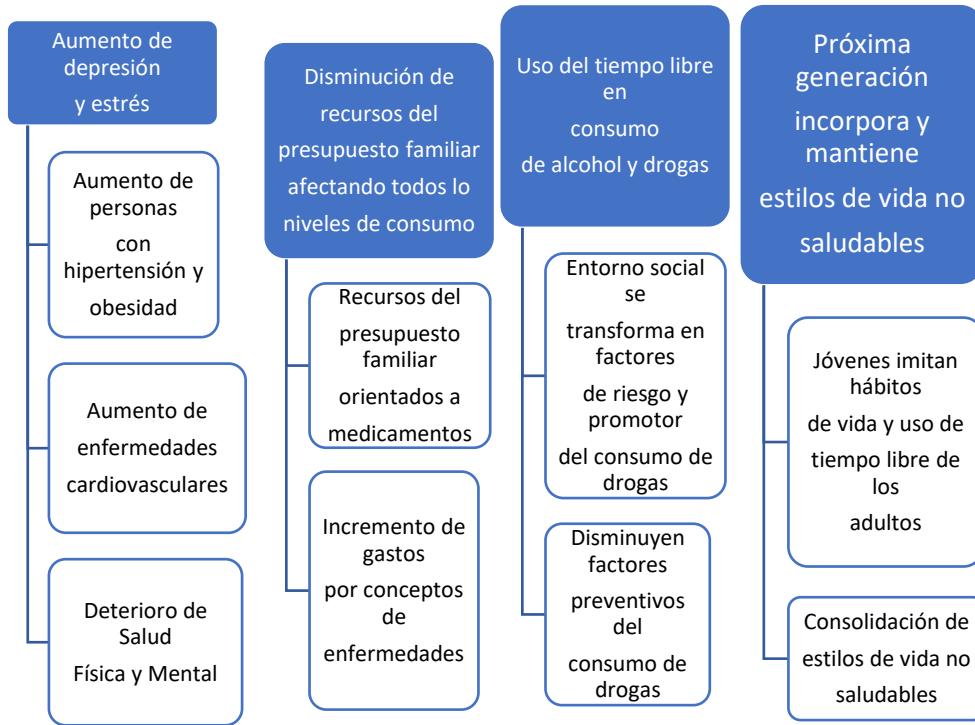 Aumento de
depresión
y estrés
Aumento de
personas
con
hipertensión y
obesidad
Aumento de
enfermedades
cardiovasculares
Deterioro de
Salud
Física y Mental
Disminución de
recursos del
presupuesto familiar
afectando todos lo
niveles de consumo
Recursos del
presupuesto
familiar
orientados a
medicamentos
Incremento de
gastos
por conceptos
de
enfermedades
Uso del tiempo libre
en
consumo
de alcohol y drogas
Entorno social
se
transforma en
factores
de riesgo y
promotor
del consumo de
drogas
Disminuyen
factores
preventivos
del
consumo de
drogas
Próxima
generación
incorpora y
mantiene
estilos de vida no
saludables
Jóvenes imitan
hábitos
de vida y uso de
tiempo libre de
los
adultos
Consolidación de
estilos de vida no
saludables